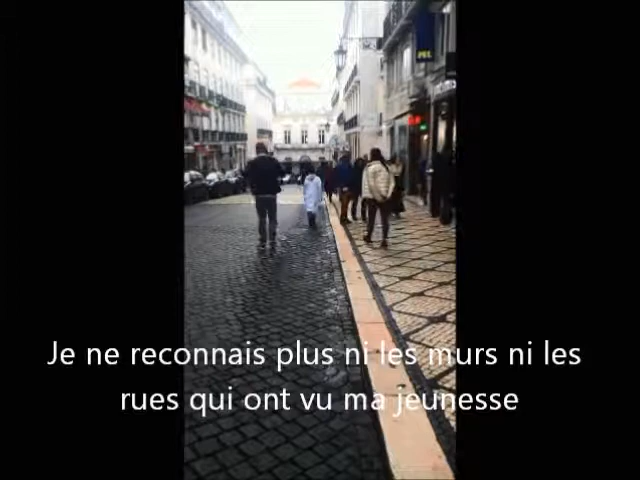 Je ne reconnais plus ni les murs ni les
rues qui ont vu ma jeunesse